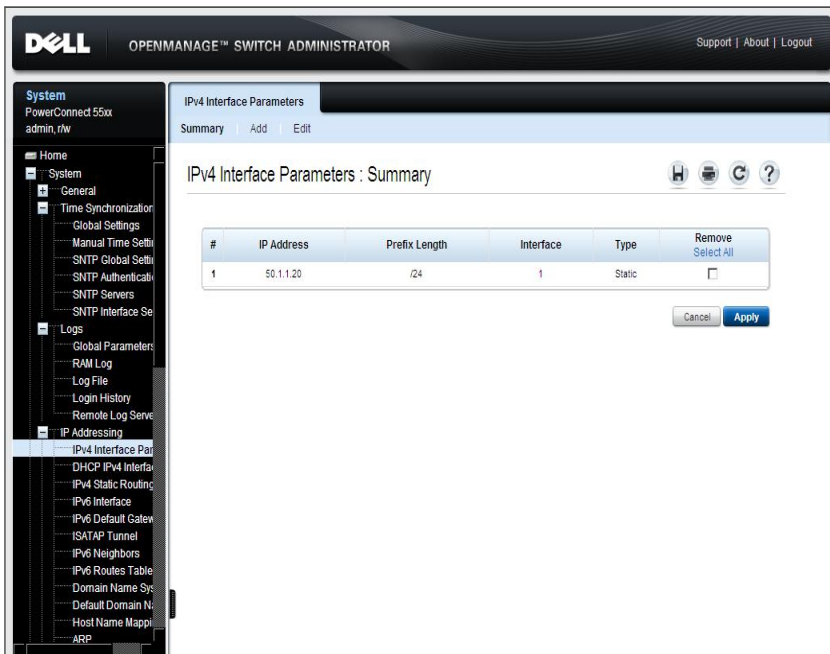 DELL OPENMANAGE™ SWITCH ADMINISTRATOR Support | About | Logout
System
PowerConnect 55xx
admin, r/w
Home
System
General
Time Synchronization
Global Settings
Manual Time Settin
SNTP Global Settin
SNTP Authenticati
SNTP Servers
SNTP Interface Se
Logs
Global Parameters
RAM Log
Log File
Login History
Remote Log Serve
IP Addressing
IPv4 Interface Par
DHCP IPv4 Interfac
IPv4 Static Routing
IPv6 Interface
IPv6 Default Gatew
ISATAP Tunnel
IPv6 Neighbors
IPv6 Routes Table
Domain Name Sys
Default Domain Na
Host Name Mappi
ARP
IPv4 Interface Parameters
Summary Add Edit
IPv4 Interface Parameters : Summary
# IP Address Prefix Length Interface Type Remove
Select All
1 50.1.1.20 /24 1 Static
Cancel Apply